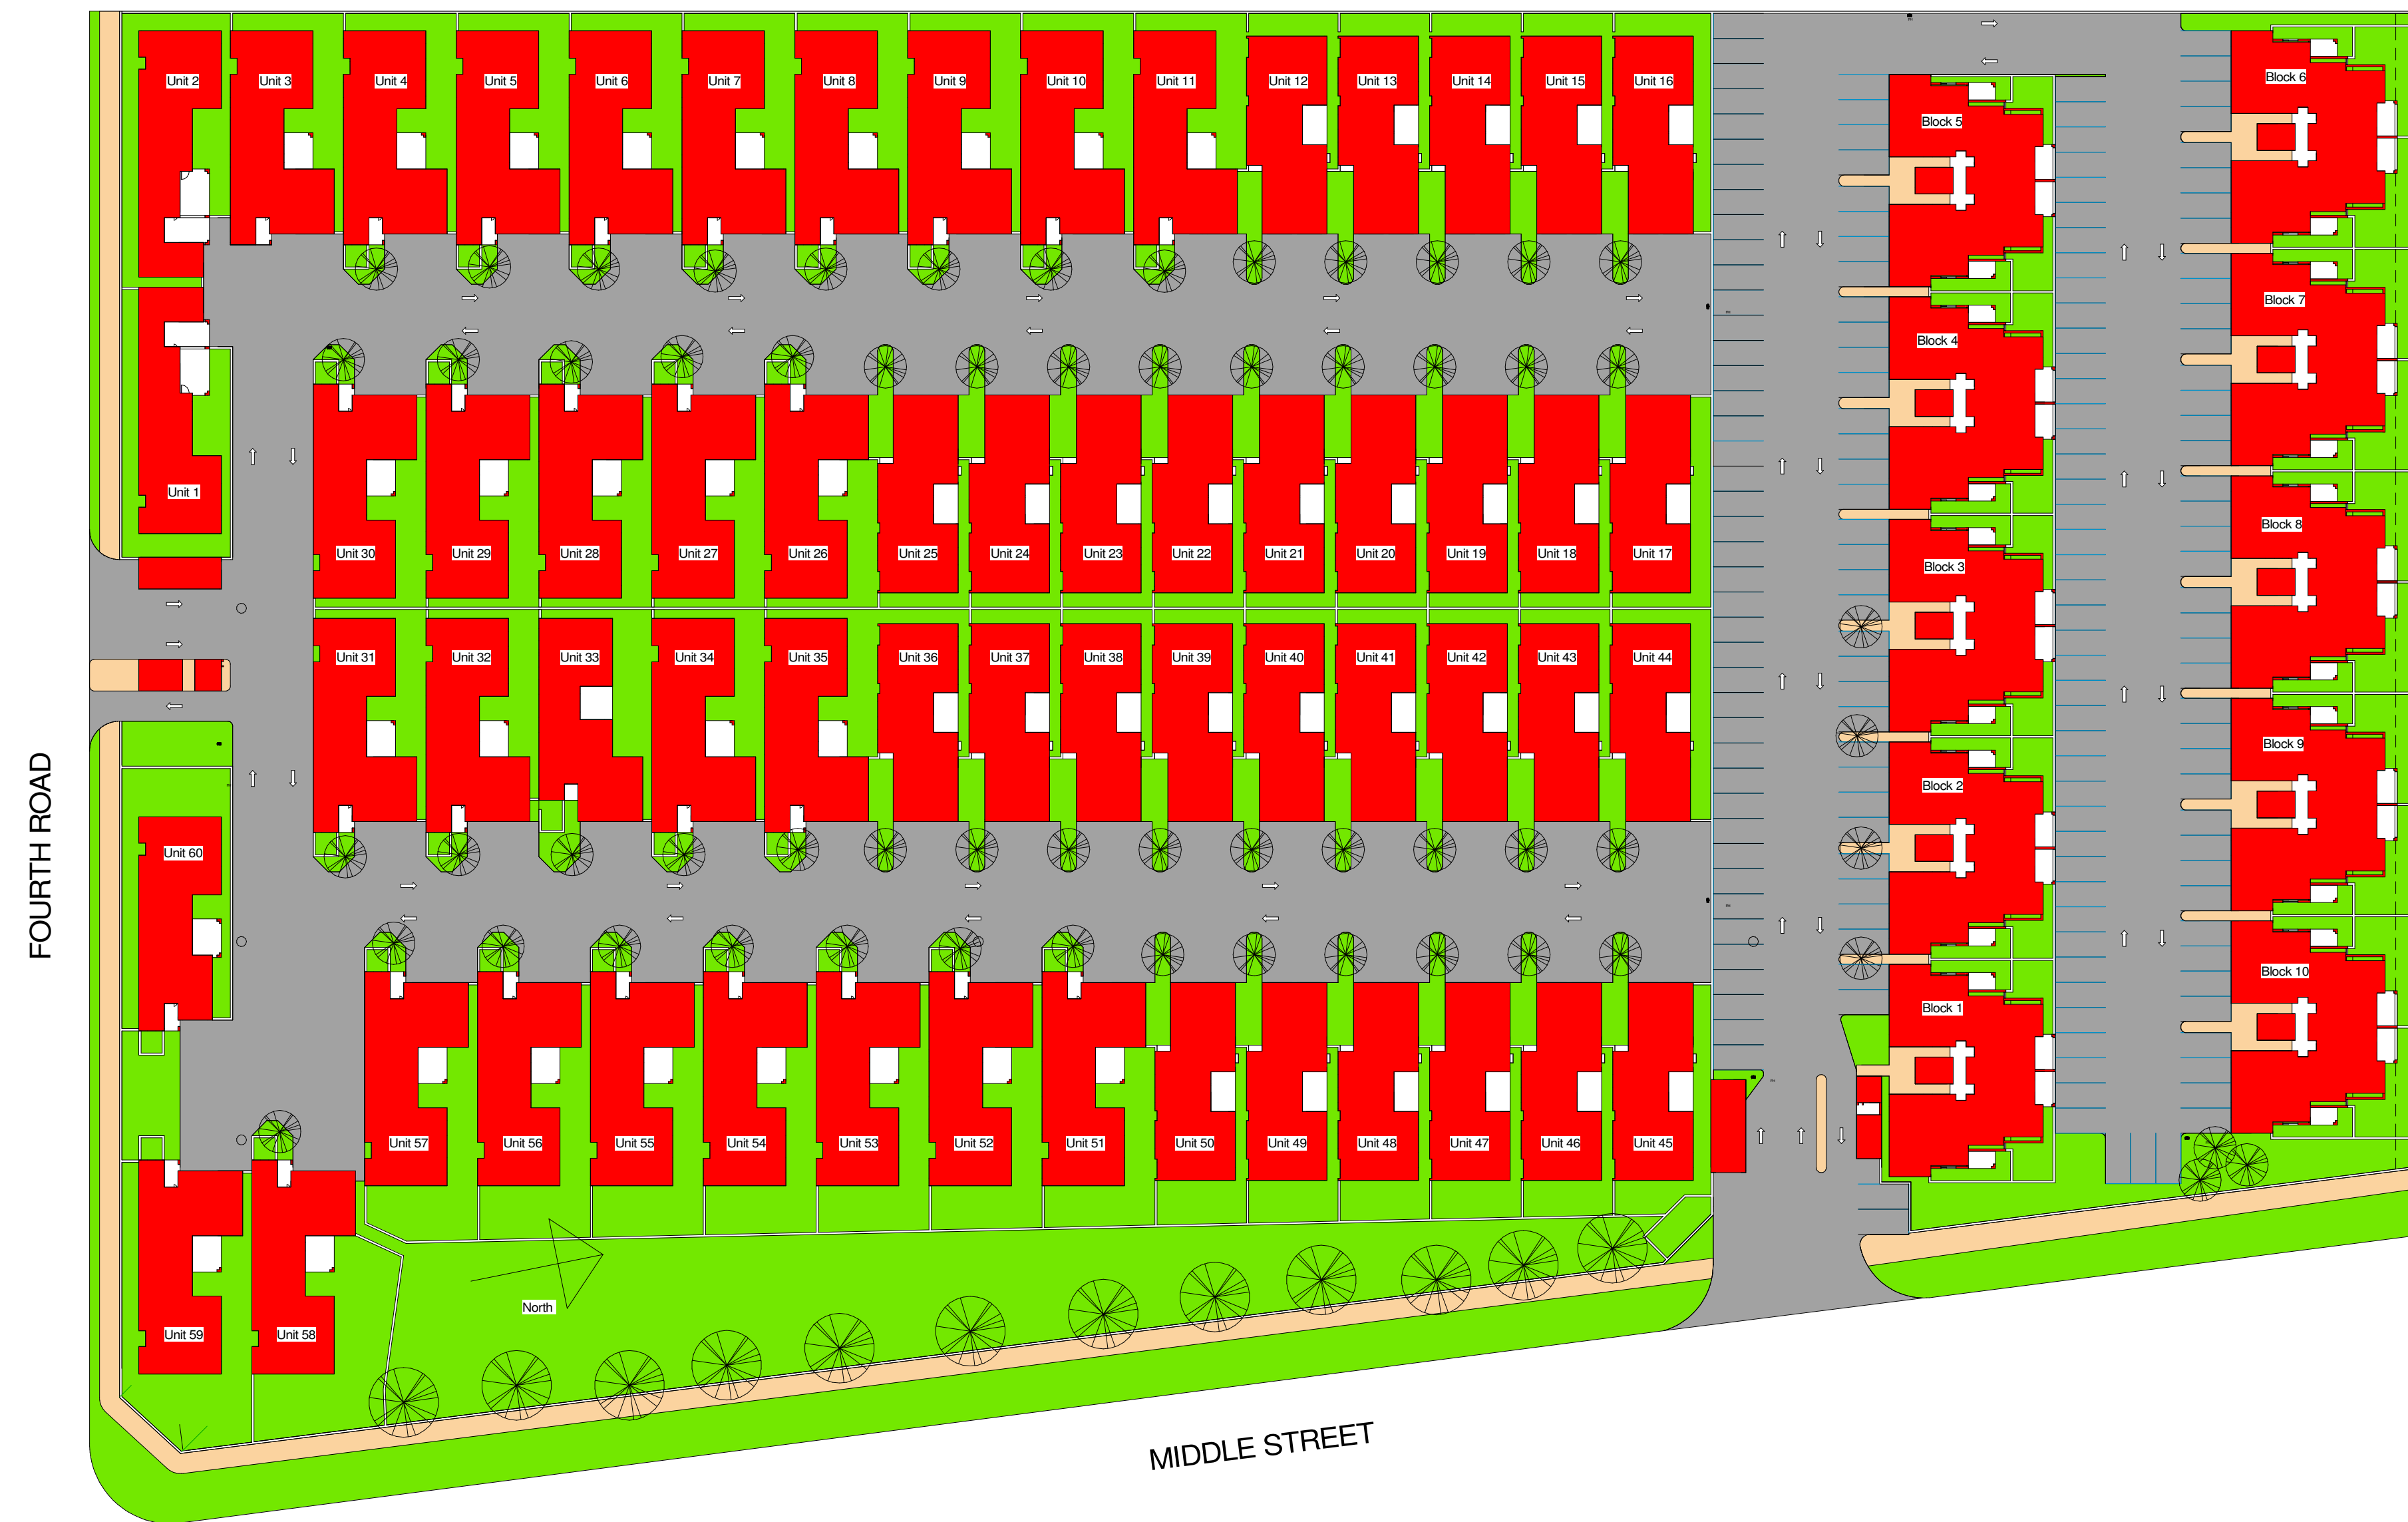 Unit 2
Unit 3
Unit 4
Unit 5
Unit 6
Unit 7
Unit 8
Unit 9
Unit 10
Unit 11
Unit 12
Unit 13
Unit 14
Unit 15
Unit 16
Block 5
Block 6
Block 4
Block 7
Unit 1
Unit 30
Unit 29
Unit 28
Unit 27
Unit 26
Unit 25
Unit 24
Unit 23
Unit 22
Unit 21
Unit 20
Unit 19
Unit 18
Unit 17
Block 3
Block 8
Unit 31
Unit 32
Unit 33
Unit 34
Unit 35
Unit 36
Unit 37
Unit 38
Unit 39
Unit 40
Unit 41
Unit 42
Unit 43
Unit 44
Block 2
Block 9
FOURTH ROAD
Unit 60
Block 1
Block 10
Unit 57
Unit 56
Unit 55
Unit 54
Unit 53
Unit 52
Unit 51
Unit 50
Unit 49
Unit 48
Unit 47
Unit 46
Unit 45
Unit 59
Unit 58
North
MIDDLE STREET